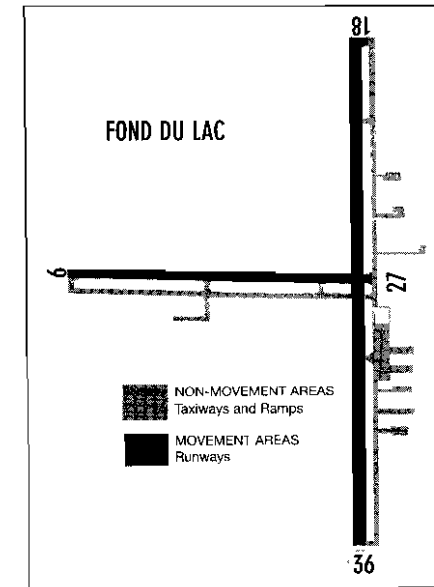 18
FOND DU LAC
9
27
NON-MOVEMENT AREAS
Taxiways and Ramps
MOVEMENT AREAS
Runways
36